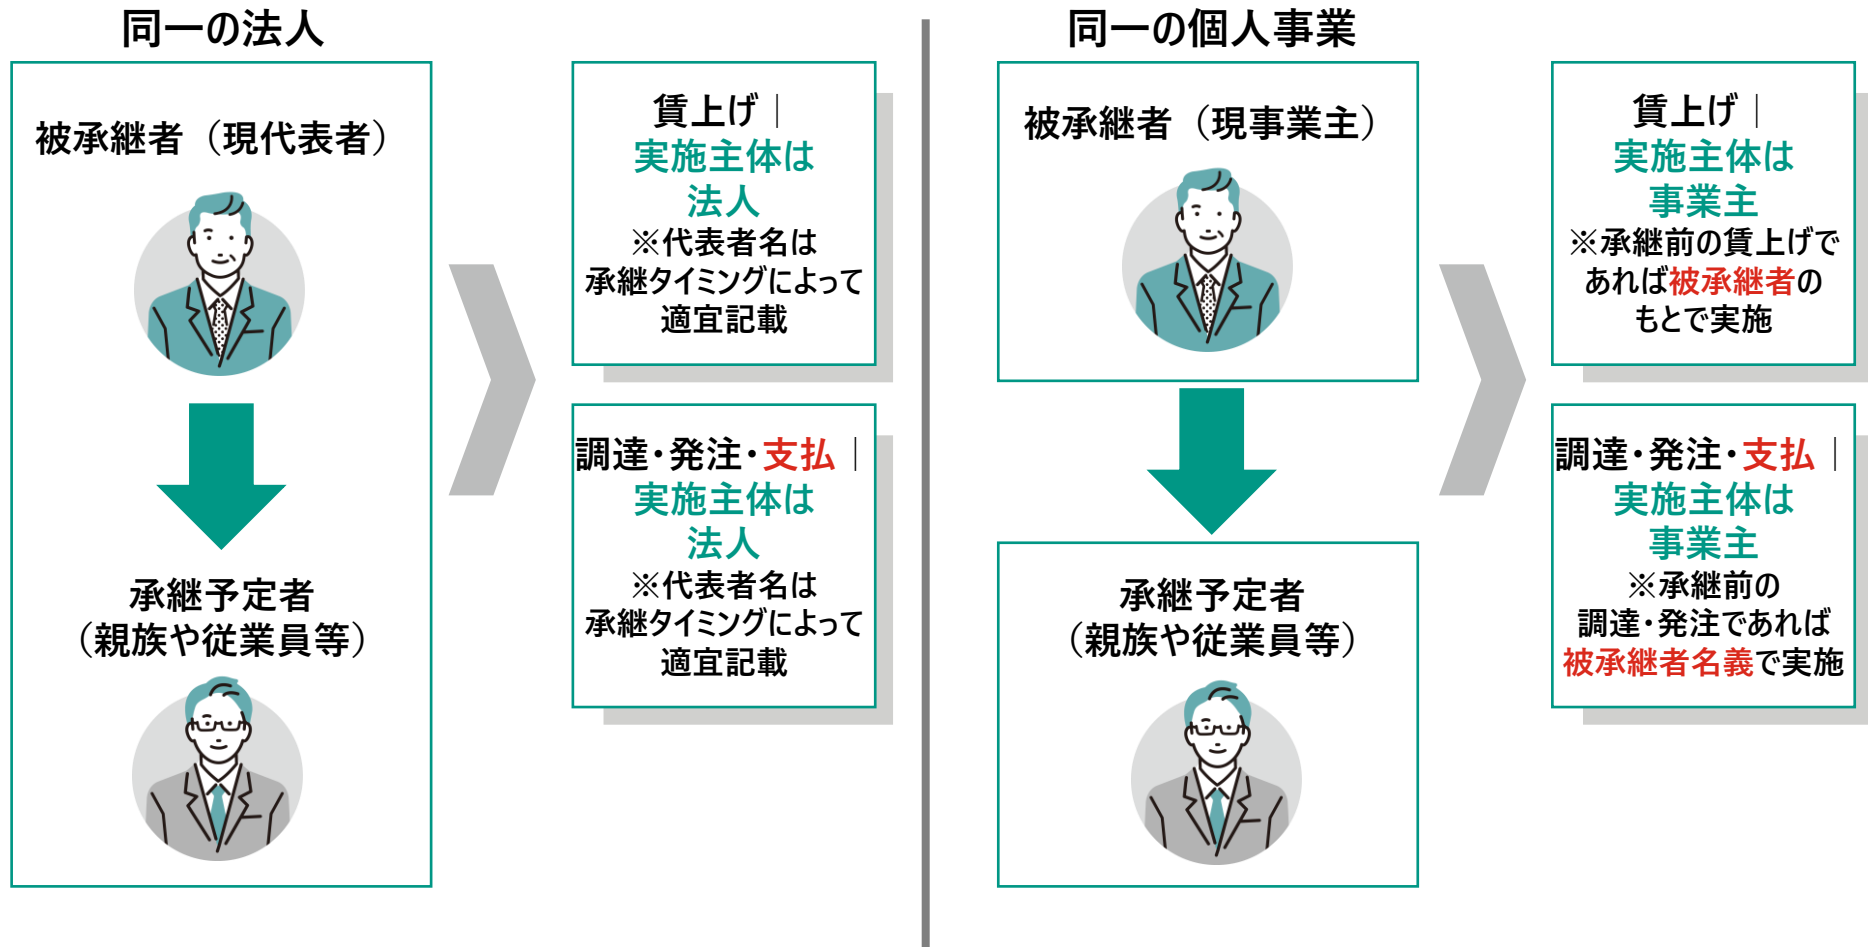 同一の法人
被承継者（現代表者）
承継予定者
（親族や従業員等）
賃上げ｜
実施主体は
法人
※代表者名は
承継タイミングによって
適宜記載
調達・発注・支払｜
実施主体は
法人
※代表者名は
承継タイミングによって
適宜記載
同一の個人事業
被承継者（現事業主）
承継予定者
（親族や従業員等）
賃上げ｜
実施主体は
事業主
※承継前の賃上げで
あれば被承継者の
もとで実施
調達・発注・支払｜
実施主体は
事業主
※承継前の
調達・発注であれば
被承継者名義で実施